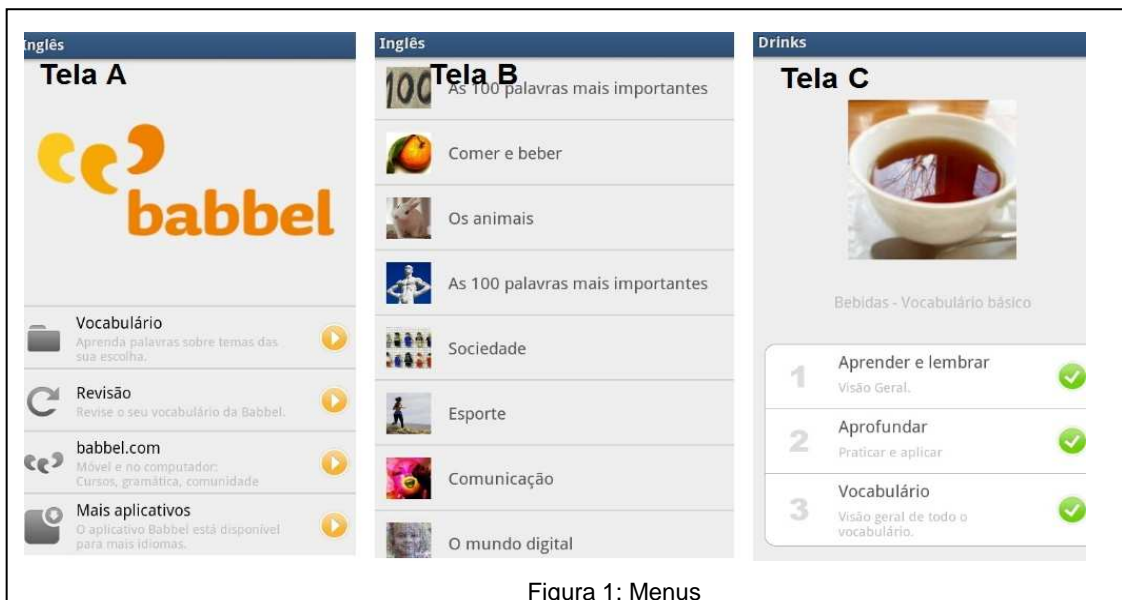 Inglês
Tela A
babbel
Vocabulário
Aprenda palavras sobre temas das
sua escolha.
Revisão
Revise o seu vocabulário da Babbel.
babbel.com
Móvel e no computador:
Cursos, gramática, comunidade
Mais aplicativos
O aplicativo Babbel está disponível
para mais idiomas.
Inglês
Tela B
100
As 100 palavras mais importantes
Comer e beber
Os animais
As 100 palavras mais importantes
Sociedade
Esporte
Comunicação
O mundo digital
Drinks
Tela C
Bebidas - Vocabulário básico
1
Aprender e lembrar
Visão Geral.
2
Aprofundar
Praticar e aplicar
3
Vocabulário
Visão geral de todo o
vocabulário.
Figura 1: Menus